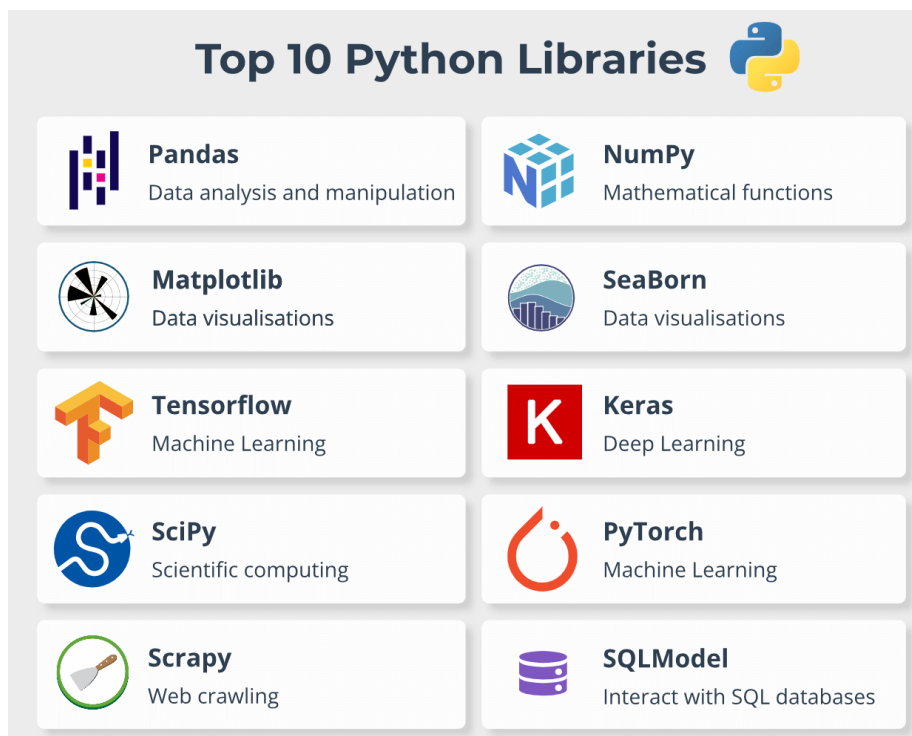 Top 10 Python Libraries
Pandas
Data analysis and manipulation
NumPy
Mathematical functions
Matplotlib
Data visualisations
SeaBorn
Data visualisations
Tensorflow
Machine Learning
K
Keras
Deep Learning
SciPy
Scientific computing
PyTorch
Machine Learning
Scrapy
Web crawling
SQLModel
Interact with SQL databases